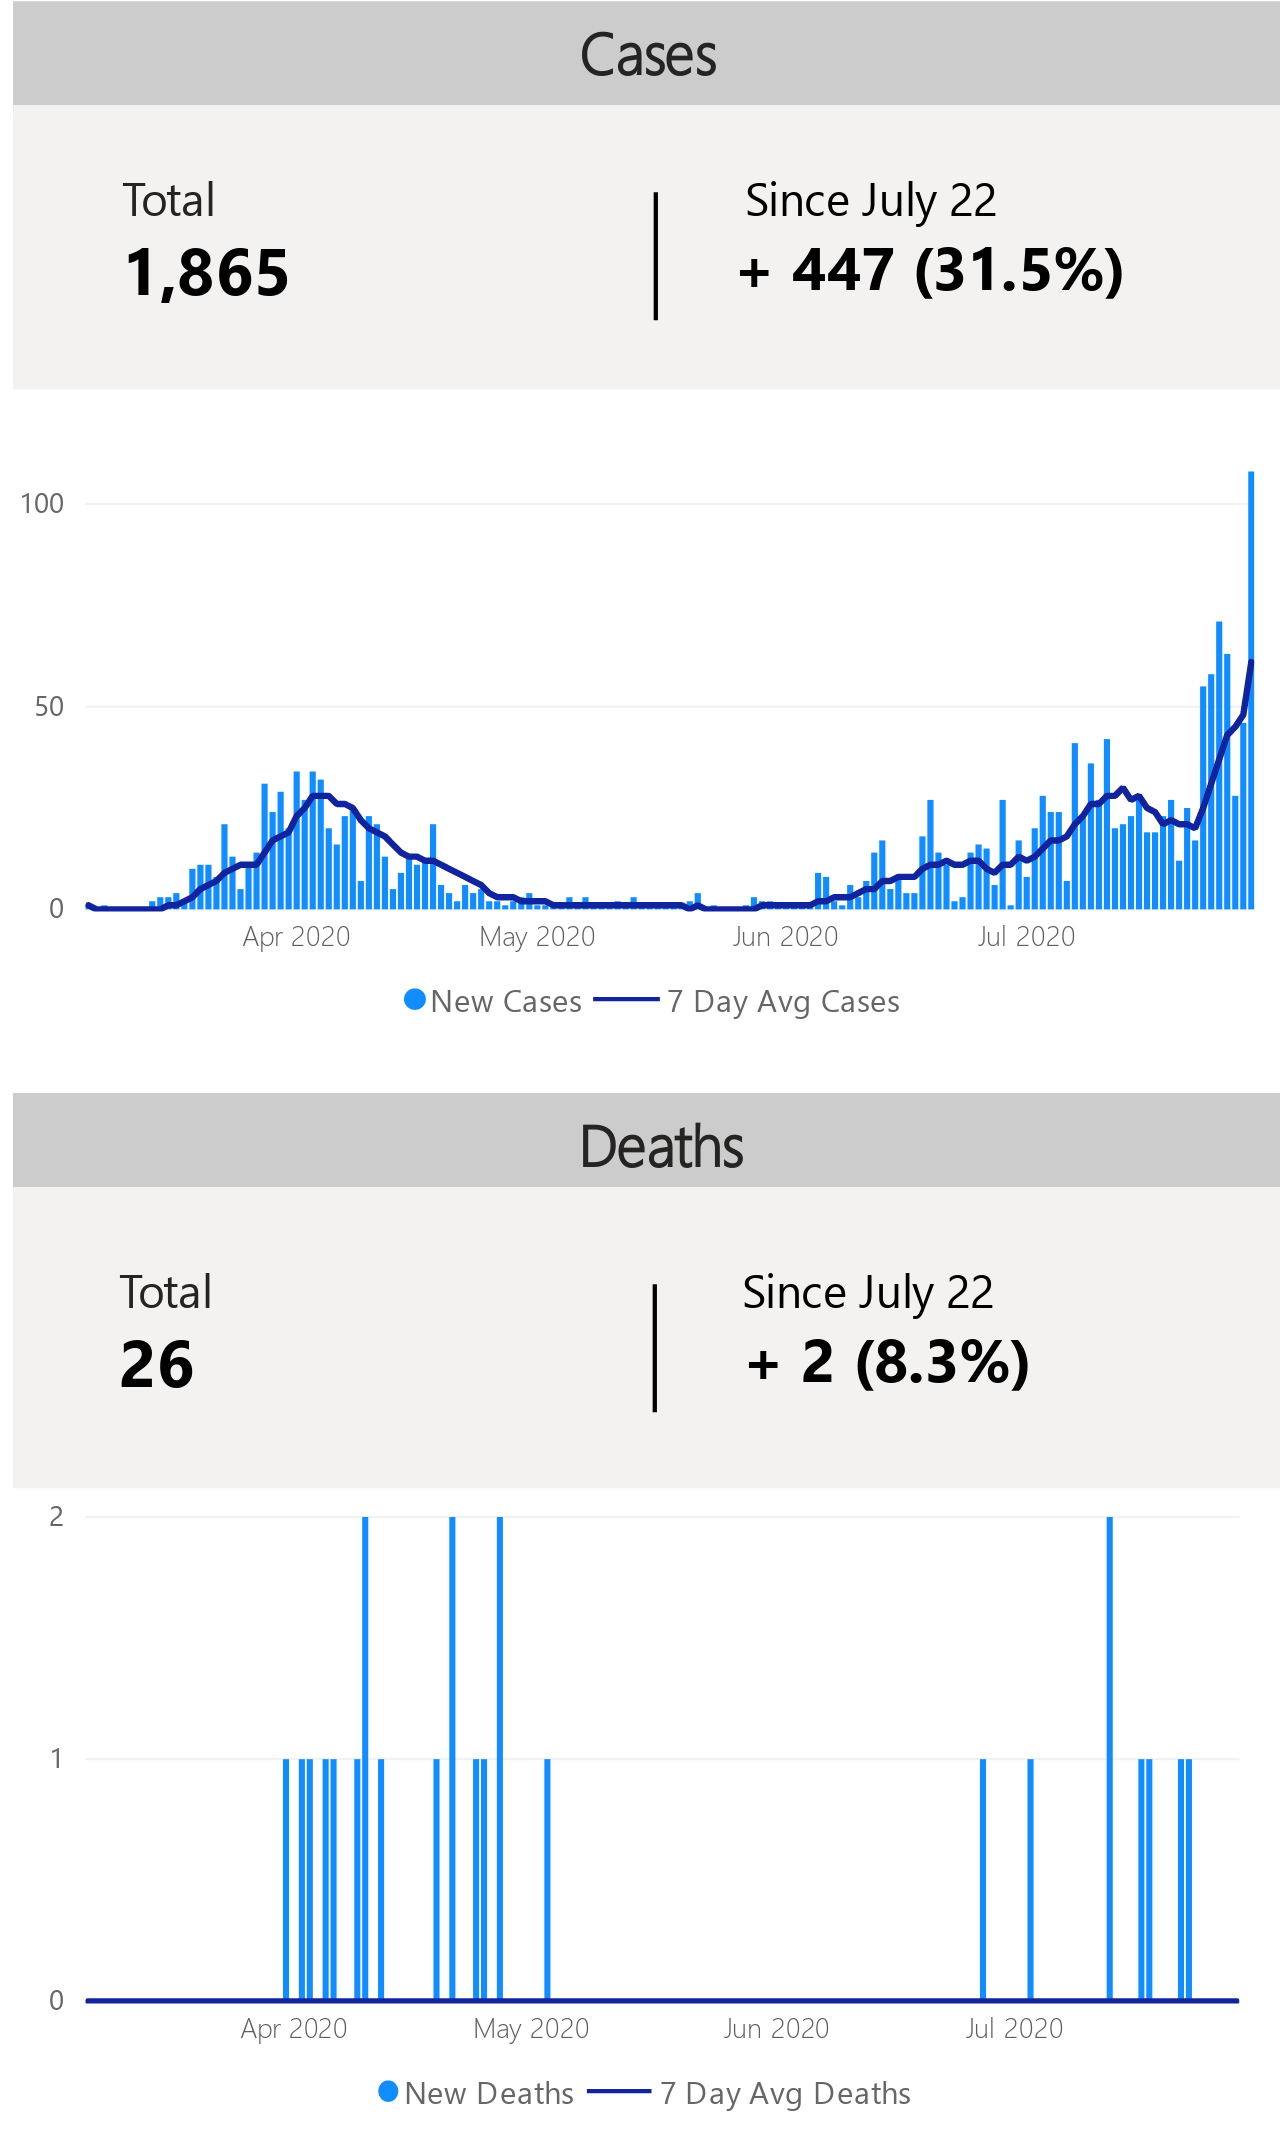 Cases
Total
Since July 22
1,865
+ 447 (31.5%)
100
50
0
Apr 2020
May 2020
Jun 2020
Jul 2020
New Cases
7 Day Avg Cases
Deaths
Total
Since July 22
26
+ 2 (8.3%)
2
1
0
Apr 2020
May 2020
Jun 2020
Jul 2020
New Deaths
7 Day Avg Deaths